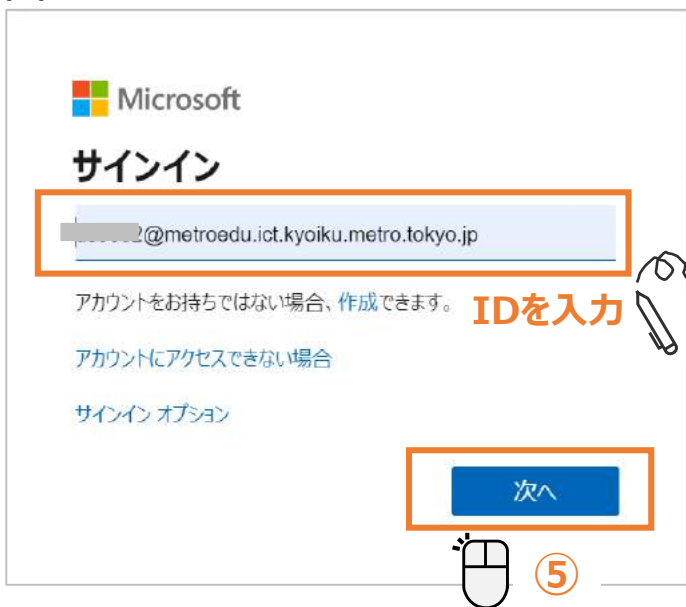 Microsoft
サインイン
2@metroedu.ict.kyoiku.metro.tokyo.jp
アカウントをお持ちではない場合、作成できます。
IDを入力
アカウントにアクセスできない場合
サインイン オプション
次へ
⑤